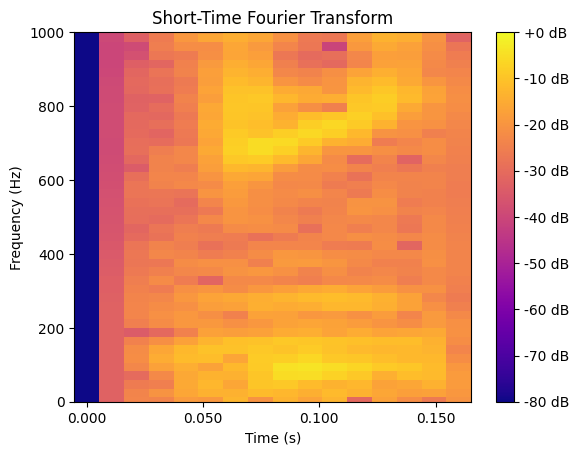 Short-Time Fourier Transform
1000
800
600
400
200
0
Frequency (Hz)
0.000
0.050
0.100
0.150
Time (s)
+0 dB
-10 dB
-20 dB
-30 dB
-40 dB
-50 dB
-60 dB
-70 dB
-80 dB